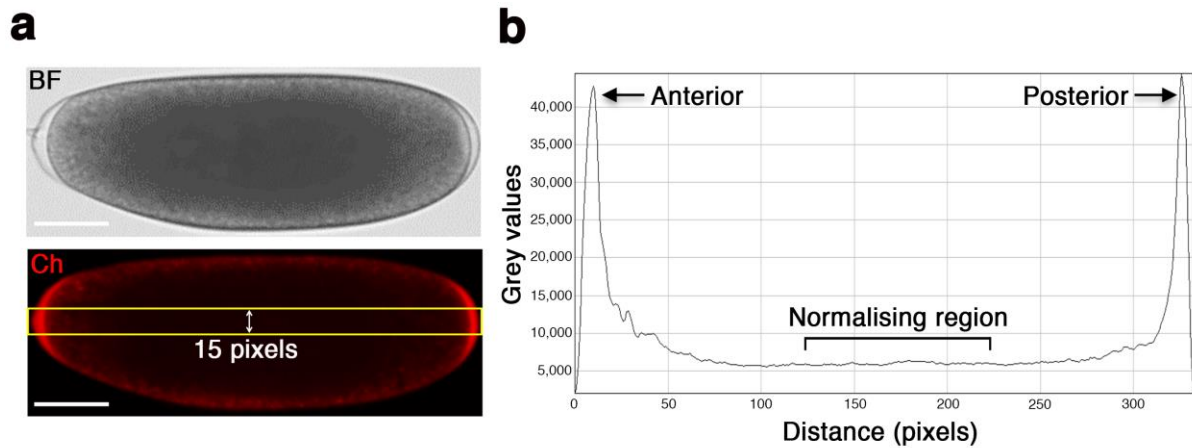 a
BF
Ch
15 pixels
b
Grey values
40,000
35,000
30,000
25,000
20,000
15,000
10,000
5,000
Anterior
Posterior
Normalising region
0
50
100
150
200
250
300
Distance (pixels)